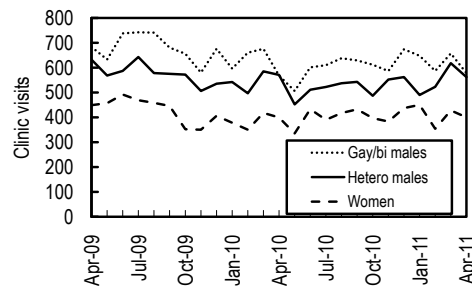 800
700
600
500
400
300
200
100
0
Clinic visits
Gay/bi males
Hetero males
Women
Apr-09
Jul-09
Oct-09
Jan-10
Apr-10
Jul-10
Oct-10
Jan-11
Apr-11